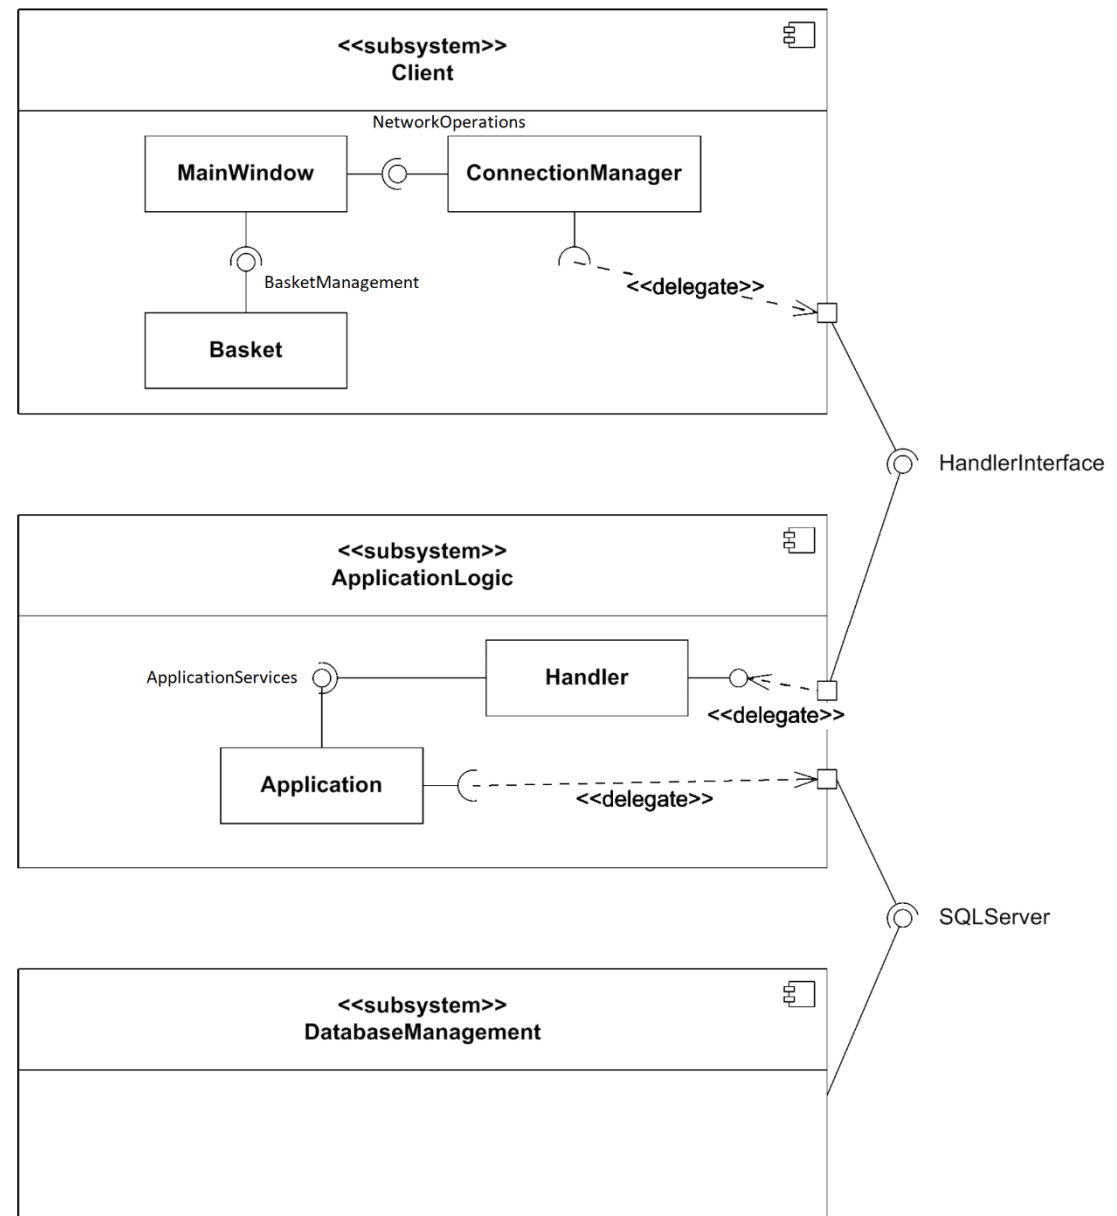 <<subsystem>>
Client
NetworkOperations
MainWindow
ConnectionManager
BasketManagement
<<delegate>>
Basket
HandlerInterface
<<subsystem>>
ApplicationLogic
ApplicationServices
Handler
<<delegate>>
Application
<<delegate>>
SQLServer
<<subsystem>>
DatabaseManagement